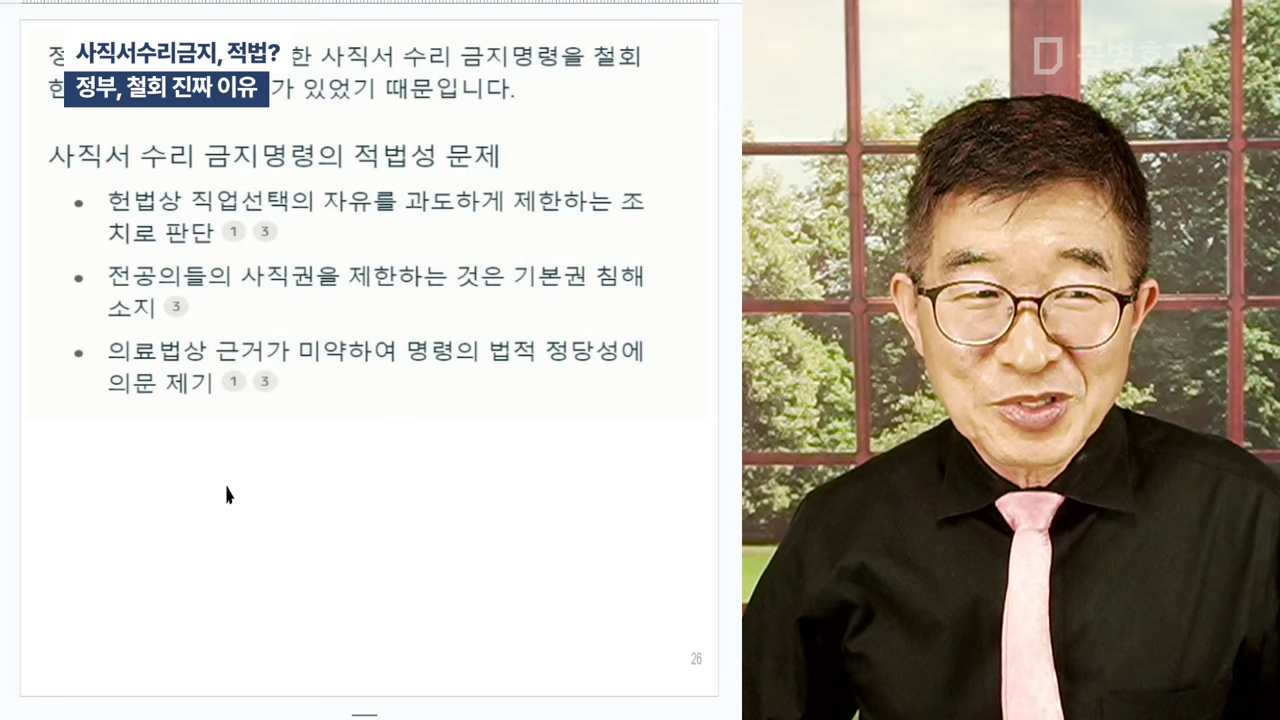 사직서수리금지, 적법?
정부, 철회 진짜 이유
한 사직서 수리 금지명령을 철회
가 있었기 때문입니다.
사직서 수리 금지명령의 적법성 문제
• 헌법상 직업선택의 자유를 과도하게 제한하는 조
치로 판단 1 3
• 전공의들의 사직권을 제한하는 것은 기본권 침해
소지 3
• 의료법상 근거가 미약하여 명령의 법적 정당성에
의문 제기 1 3
26